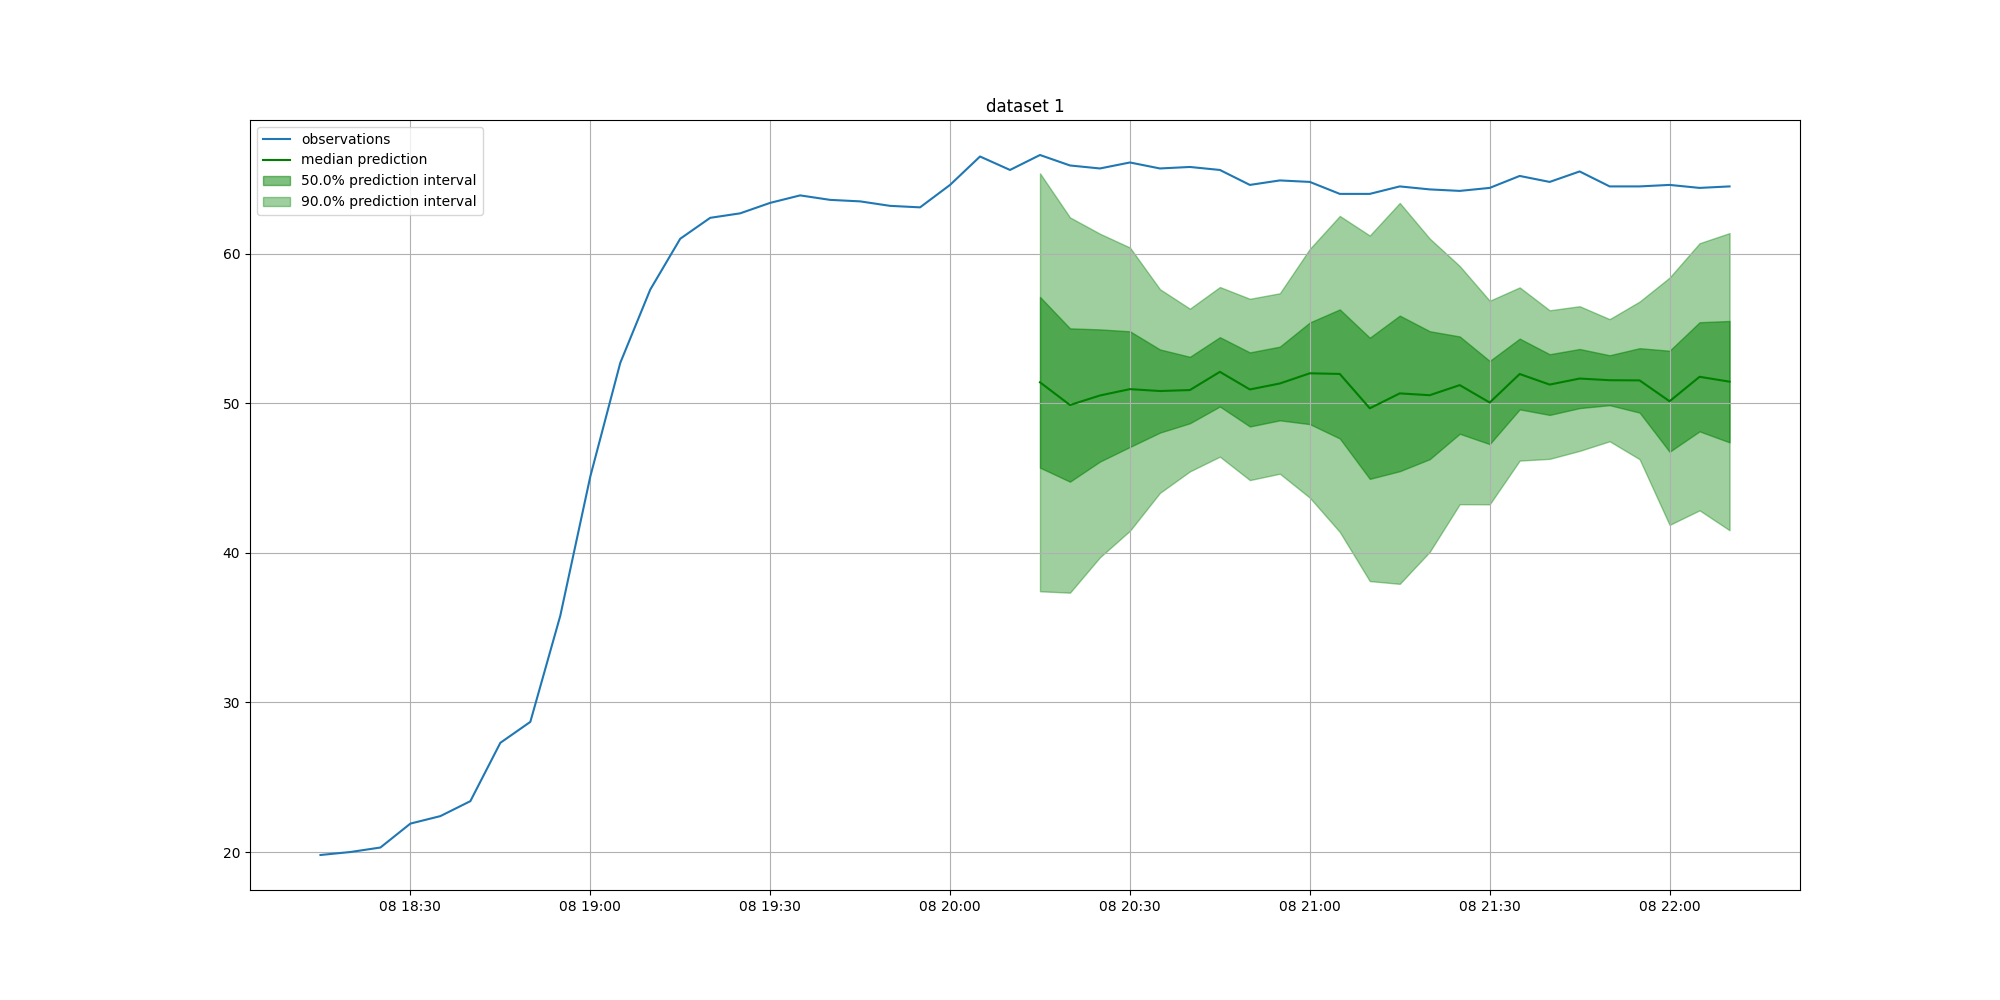 dataset 1
observations
median prediction
50.0% prediction interval
90.0% prediction interval
60
50
40
30
20
08 18:30 08 19:00 08 19:30 08 20:00 08 20:30 08 21:00 08 21:30 08 22:00